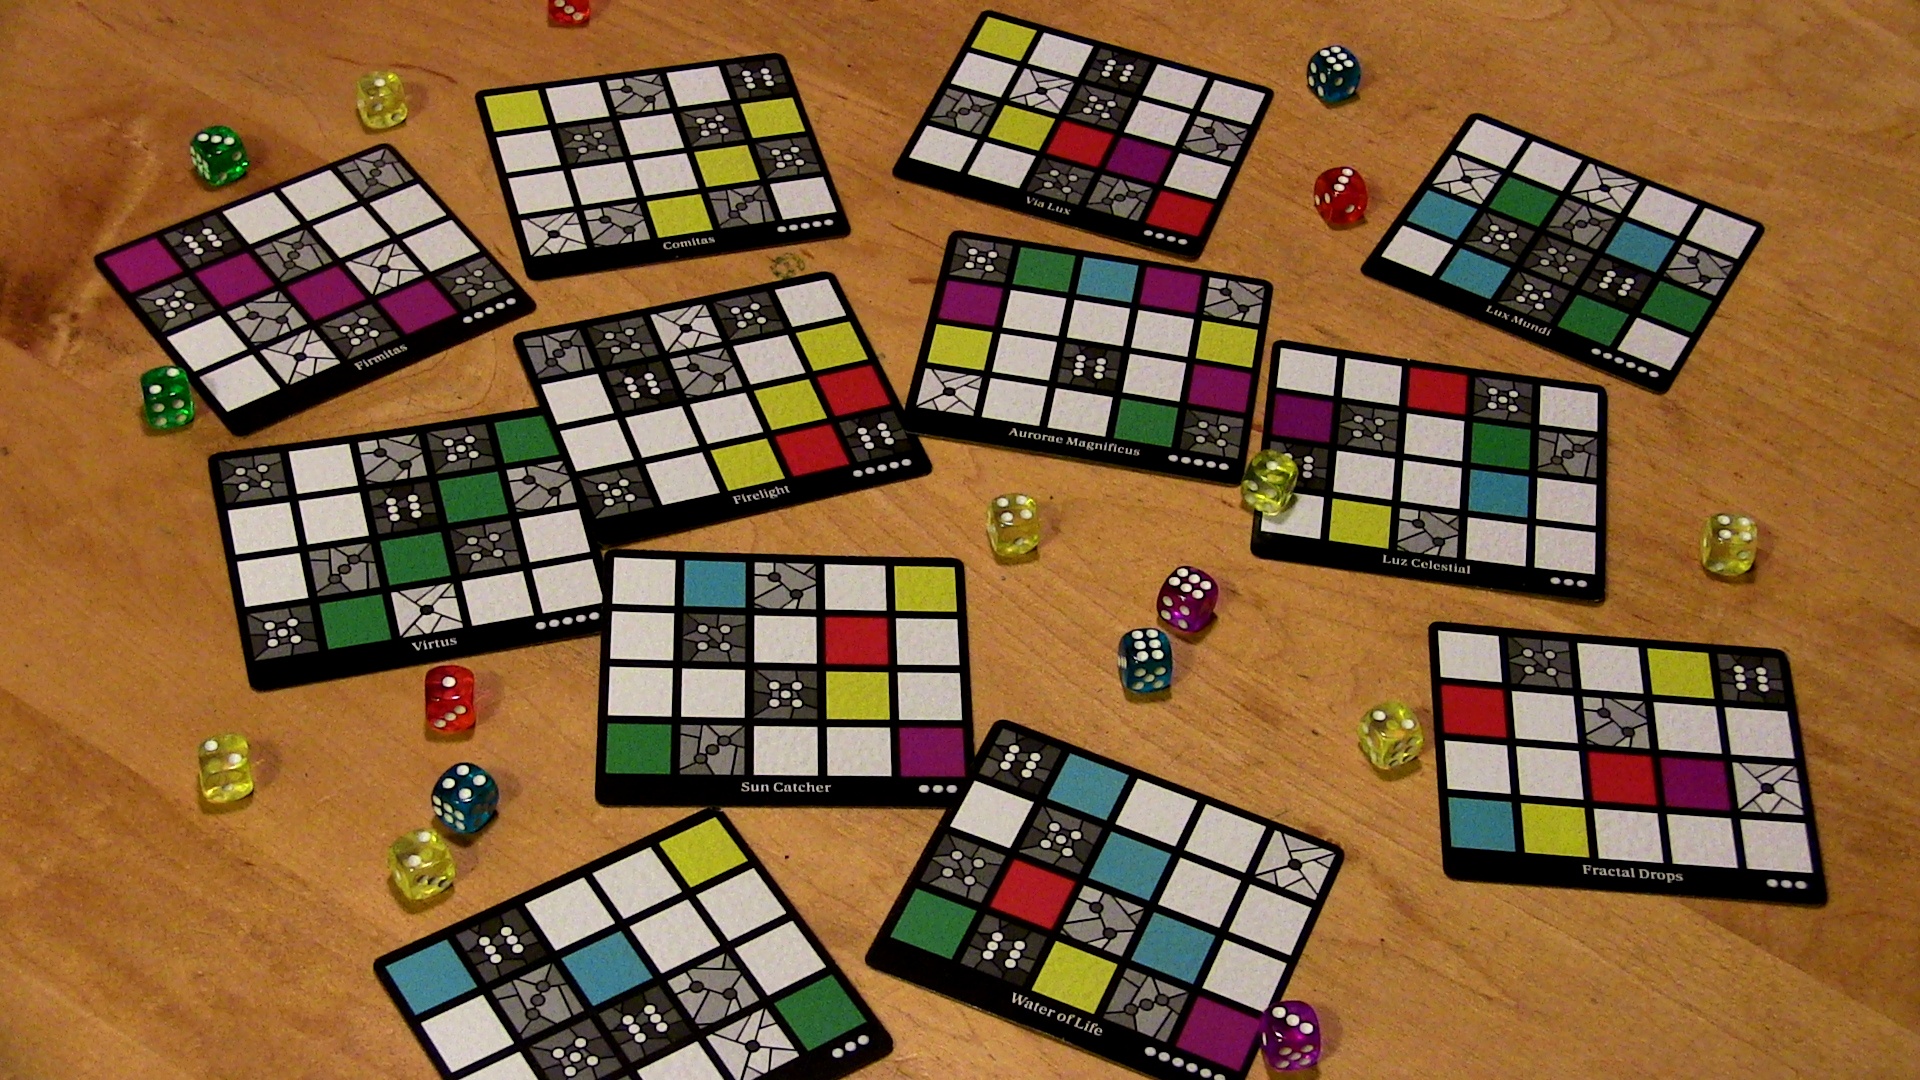 Via Lux
Comitas
Lux Mundi
Firmitas
Aurorae Magnificus
Firelight
Luz Celestial
Virtus
Sun Catcher
Fractal Drops
Water of Life